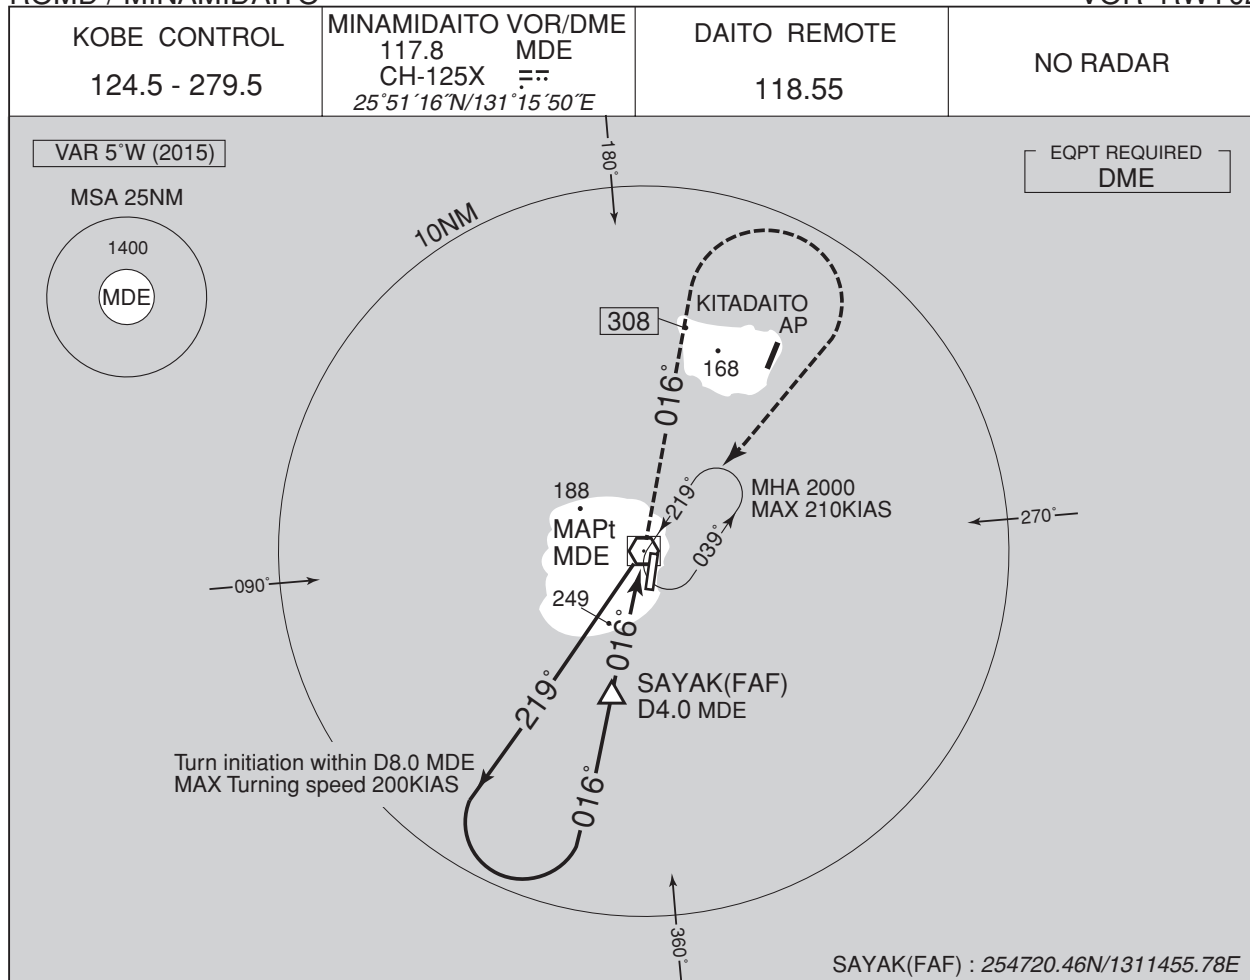 KOBE CONTROL
124.5 - 279.5
MINAMIDAITO VOR/DME
117.8 MDE
CH-125X
25°51´16˝N/131°15´50˝E
DAITO REMOTE
118.55
NO RADAR
VAR 5°W (2015)
MSA 25NM
1400
MDE
EQPT REQUIRED
DME
180°
10NM
KITADAITO
AP
308
168
016°
219°
039°
MHA 2000
MAX 210KIAS
270°
188
MAPt
MDE
090°
249
016°
219°
SAYAK(FAF)
D4.0 MDE
Turn initiation within D8.0 MDE
MAX Turning speed 200KIAS
016°
360°
SAYAK(FAF) : 254720.46N/1311455.78E